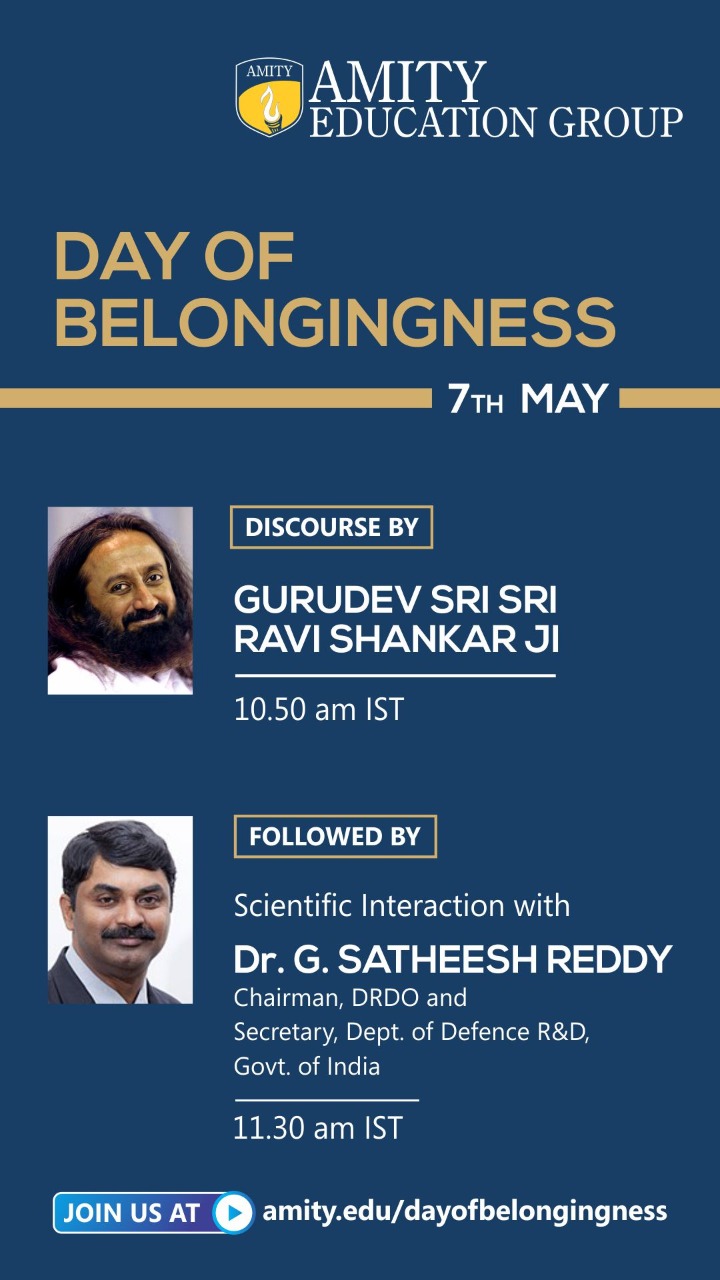 AMITY
AMITY
EDUCATION GROUP
DAY OF
BELONGINGNESS
7TH MAY
DISCOURSE BY
GURUDEV SRI SRI
RAVI SHANKAR JI
10.50 am IST
FOLLOWED BY
Scientific Interaction with
Dr. G. SATHEESH REDDY
Chairman, DRDO and
Secretary, Dept. of Defence R&D,
Govt. of India
11.30 am IST
JOIN US AT amity.edu/dayofbelongingness